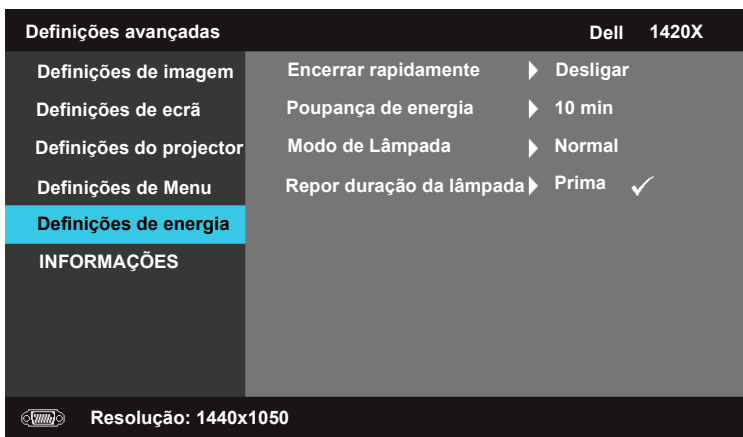 Definições avançadas Dell 1420X
Definições de imagem Encerrar rapidamente Desligar
Definições de ecrã Poupança de energia 10 min
Definições do projector Modo de Lâmpada Normal
Definições de Menu Repor duração da lâmpada Prima
Definições de energia
INFORMAÇÕES
Resolução: 1440x1050